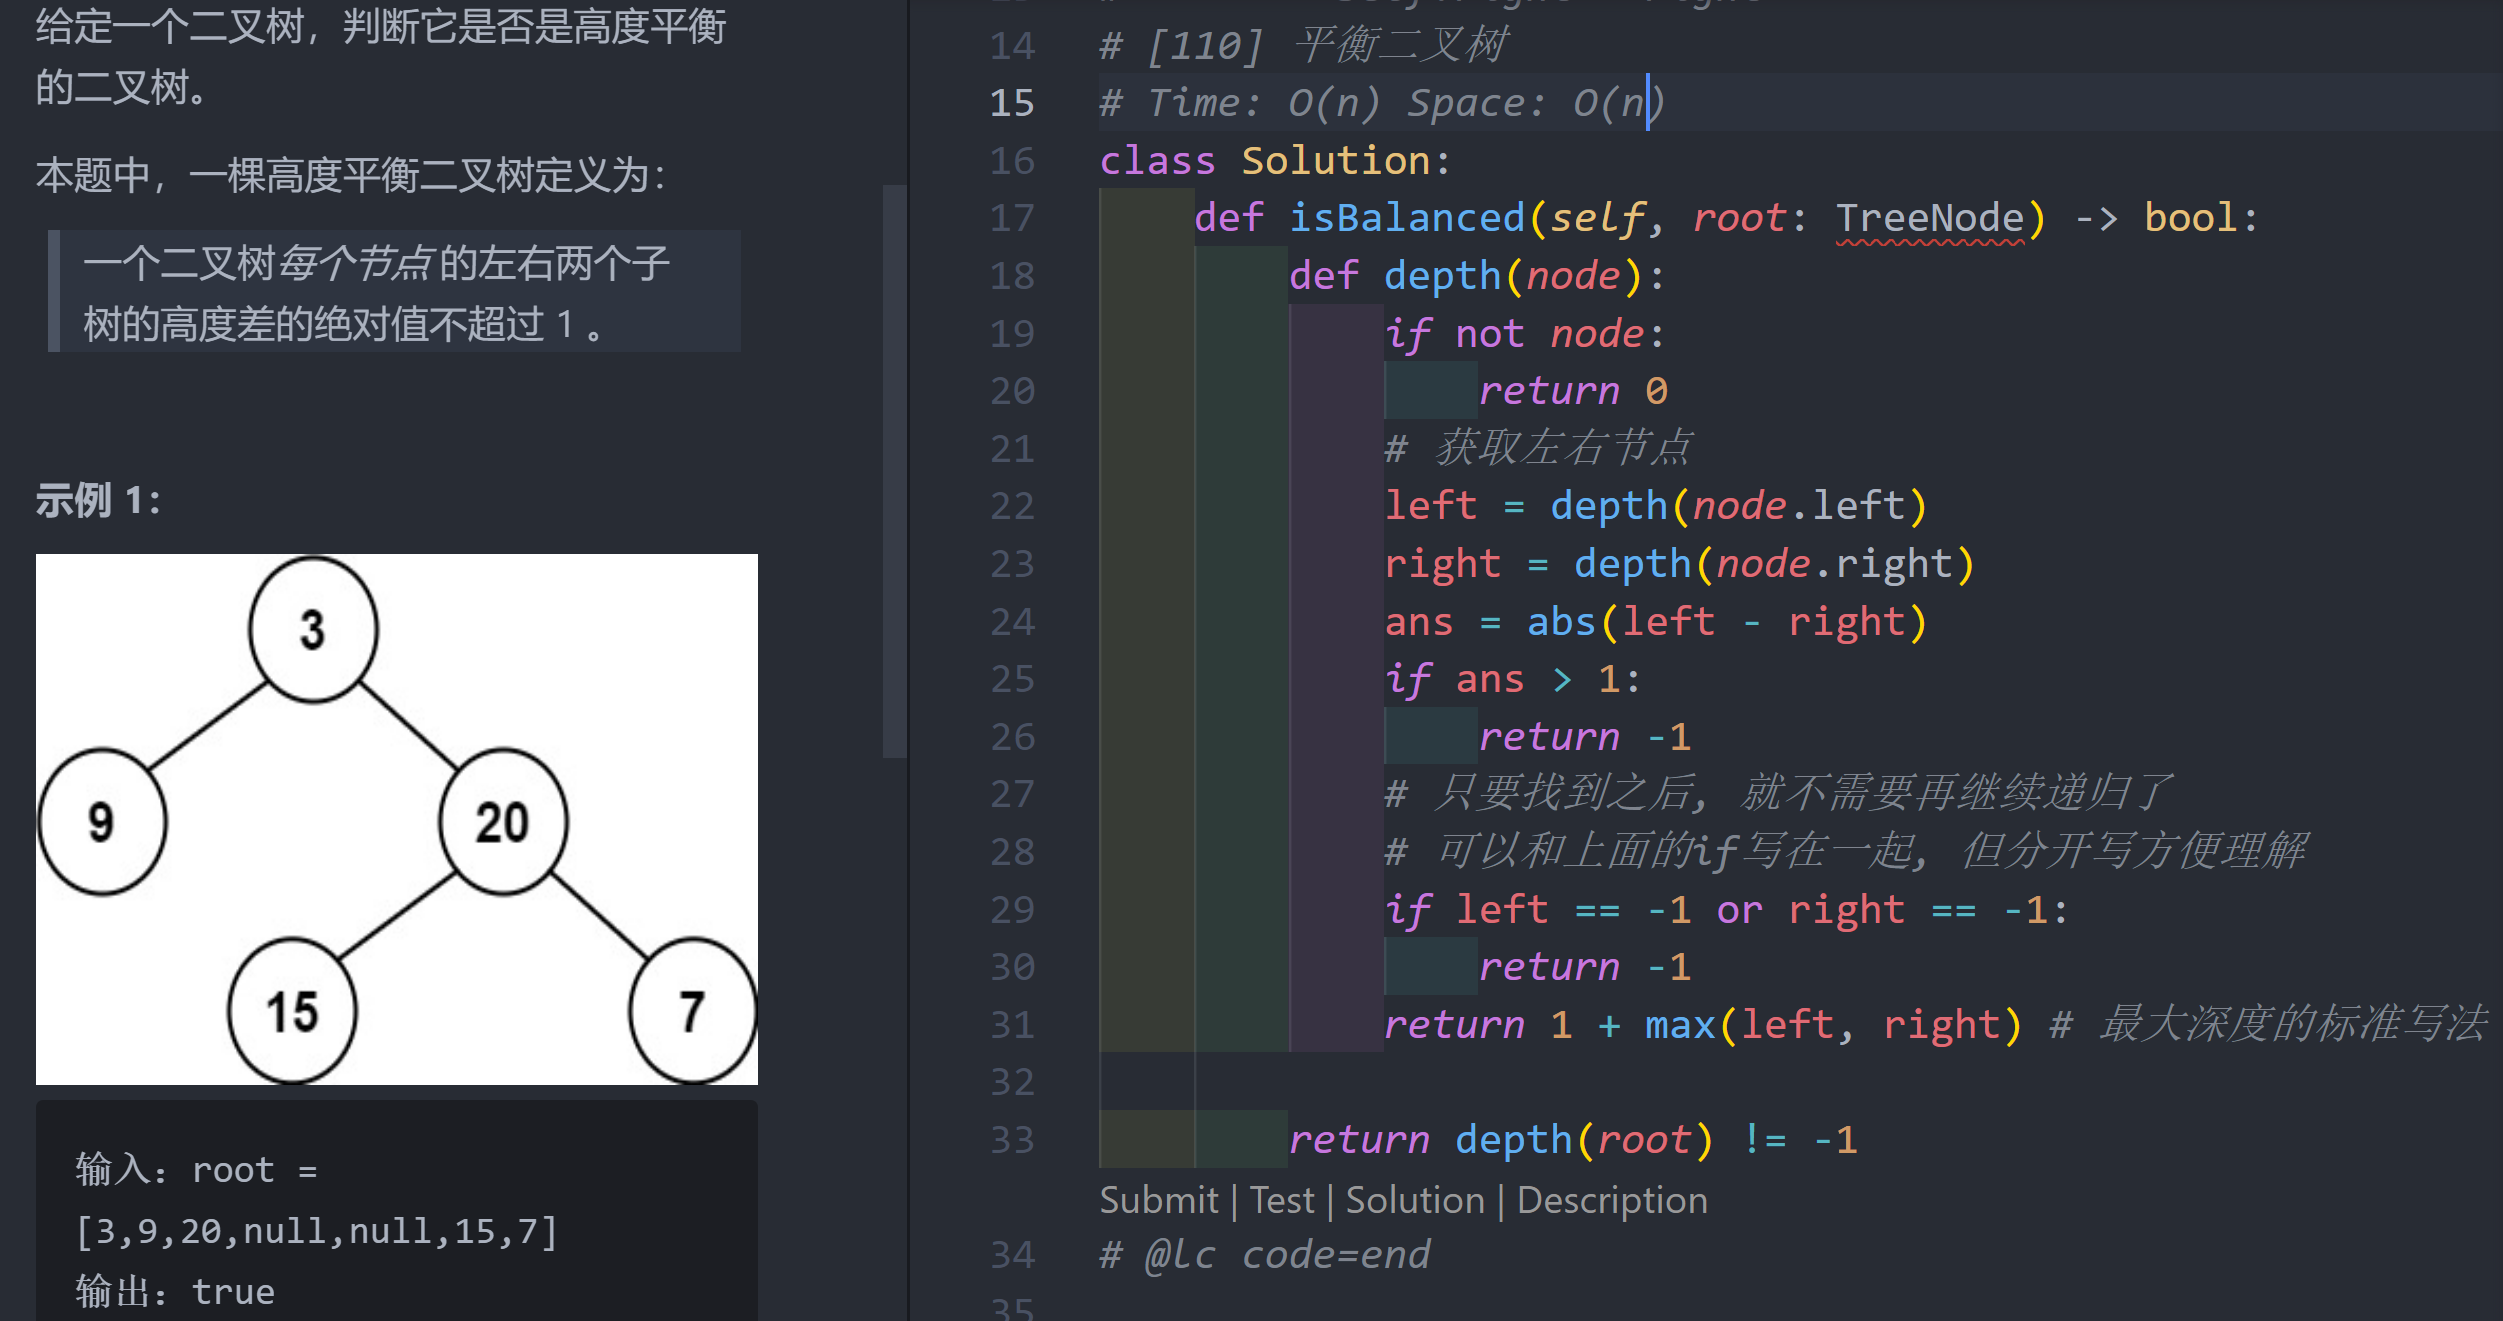 给定一个二叉树，判断它是否是高度平衡
的二叉树。
本题中，一棵高度平衡二叉树定义为：
一个二叉树每个节点 的左右两个子
树的高度差的绝对值不超过 1 。
示例 1：
3
9
20
15
7
输入：root =
[3,9,20,null,null,15,7]
输出：true
14 # [110] 平衡二叉树
15 # Time: O(n) Space: O(n)
16 class Solution:
17     def isBalanced(self, root: TreeNode) -> bool:
18         def depth(node):
19             if not node:
20                 return 0
21             # 获取左右节点
22             left = depth(node.left)
23             right = depth(node.right)
24             ans = abs(left - right)
25             if ans > 1:
26                 return -1
27             # 只要找到之后, 就不需要再继续递归了
28             # 可以和上面的if写在一起, 但分开写方便理解
29             if left == -1 or right == -1:
30                 return -1
31             return 1 + max(left, right) # 最大深度的标准写法
32
33         return depth(root) != -1
Submit | Test | Solution | Description
34 # @lc code=end
35